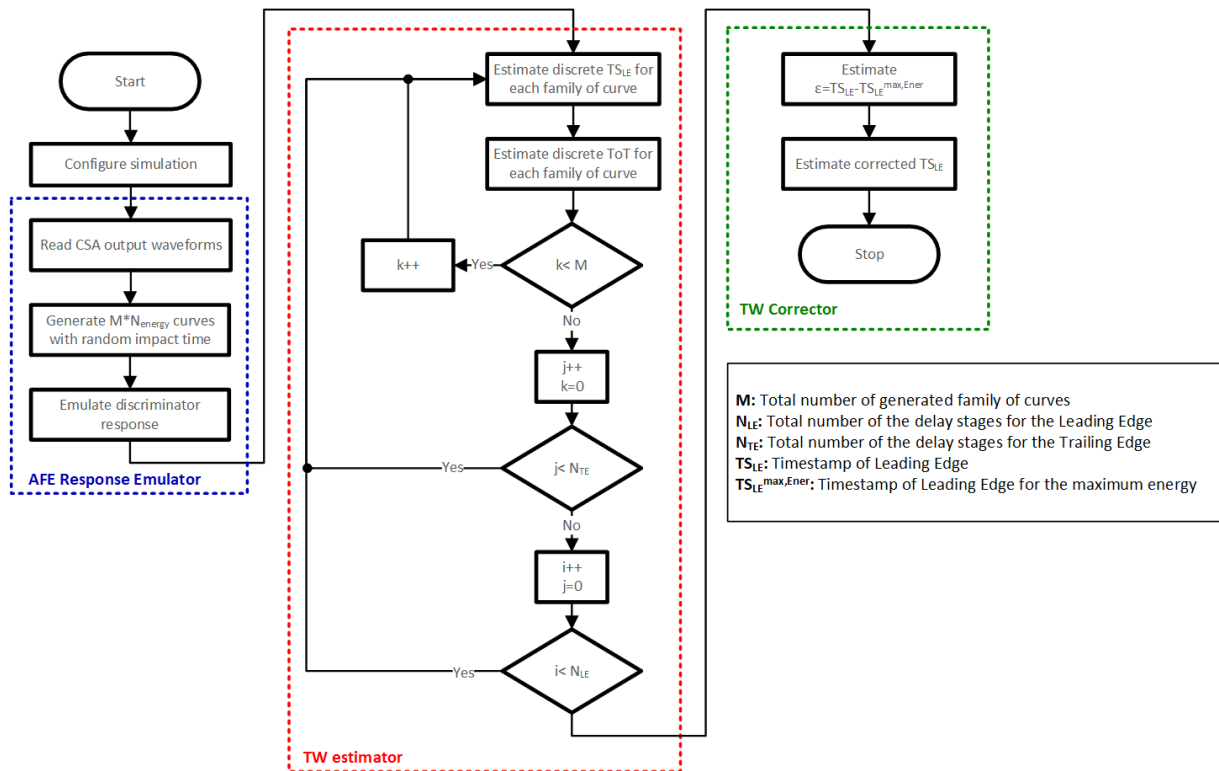 Start
Configure simulation
Read CSA output waveforms
Generate M*Nenergy curves
with random impact time
Emulate discriminator
response
AFE Response Emulator
Estimate discrete TSLE for
each family of curve
Estimate discrete ToT for
each family of curve
k< M
Yes
k++
No
j++
k=0
j< NTE
Yes
No
i++
j=0
i< NLE
Yes
TW estimator
Estimate
ε=TSLE-TSLEmax,Ener
Estimate corrected TSLE
Stop
TW Corrector
M: Total number of generated family of curves
NLE: Total number of the delay stages for the Leading Edge
NTE: Total number of the delay stages for the Trailing Edge
TSLE: Timestamp of Leading Edge
TSLEmax,Ener: Timestamp of Leading Edge for the maximum energy